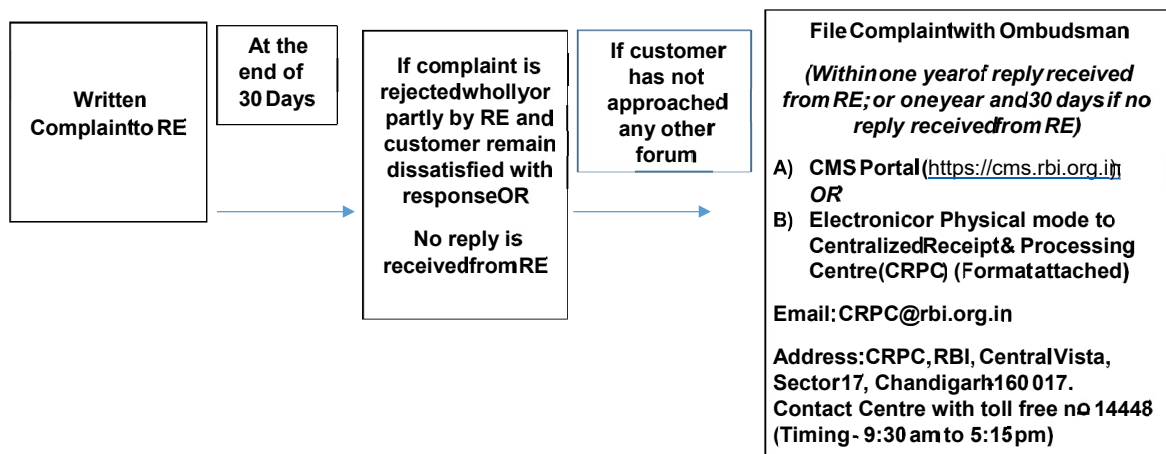 Written
Complaint to RE
At the
end of
30 Days
If complaint is
rejected wholly or
partly by RE and
customer remain
dissatisfied with
response OR
No reply is
received from RE
If customer
has not
approached
any other
forum
File Complaint with Ombudsman
(Within one year of reply received
from RE; or one year and 30 days if no
reply received from RE)
A) CMS Portal (https://cms.rbi.org.in)
OR
B) Electronic or Physical mode to
Centralized Receipt & Processing
Centre (CRPC) (Format attached)
Email: CRPC@rbi.org.in
Address: CRPC, RBI, Central Vista,
Sector 17, Chandigarh-160 017.
Contact Centre with toll free no 14448
(Timing - 9:30 am to 5:15 pm)